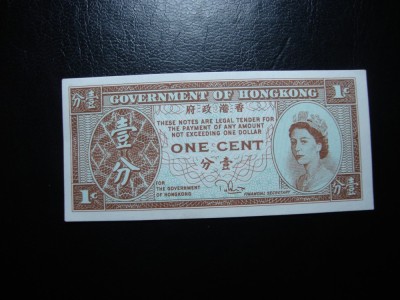 分壹 GOVERNMENT OF HONGKONG 1¢
府政港香
THESE NOTES ARE LEGAL TENDER FOR
THE PAYMENT OF ANY AMOUNT
NOT EXCEEDING ONE DOLLAR
壹
分
ONE CENT
分壹
FOR
THE GOVERNMENT
OF HONGKONG
FINANCIAL SECRETARY
1¢ 分壹